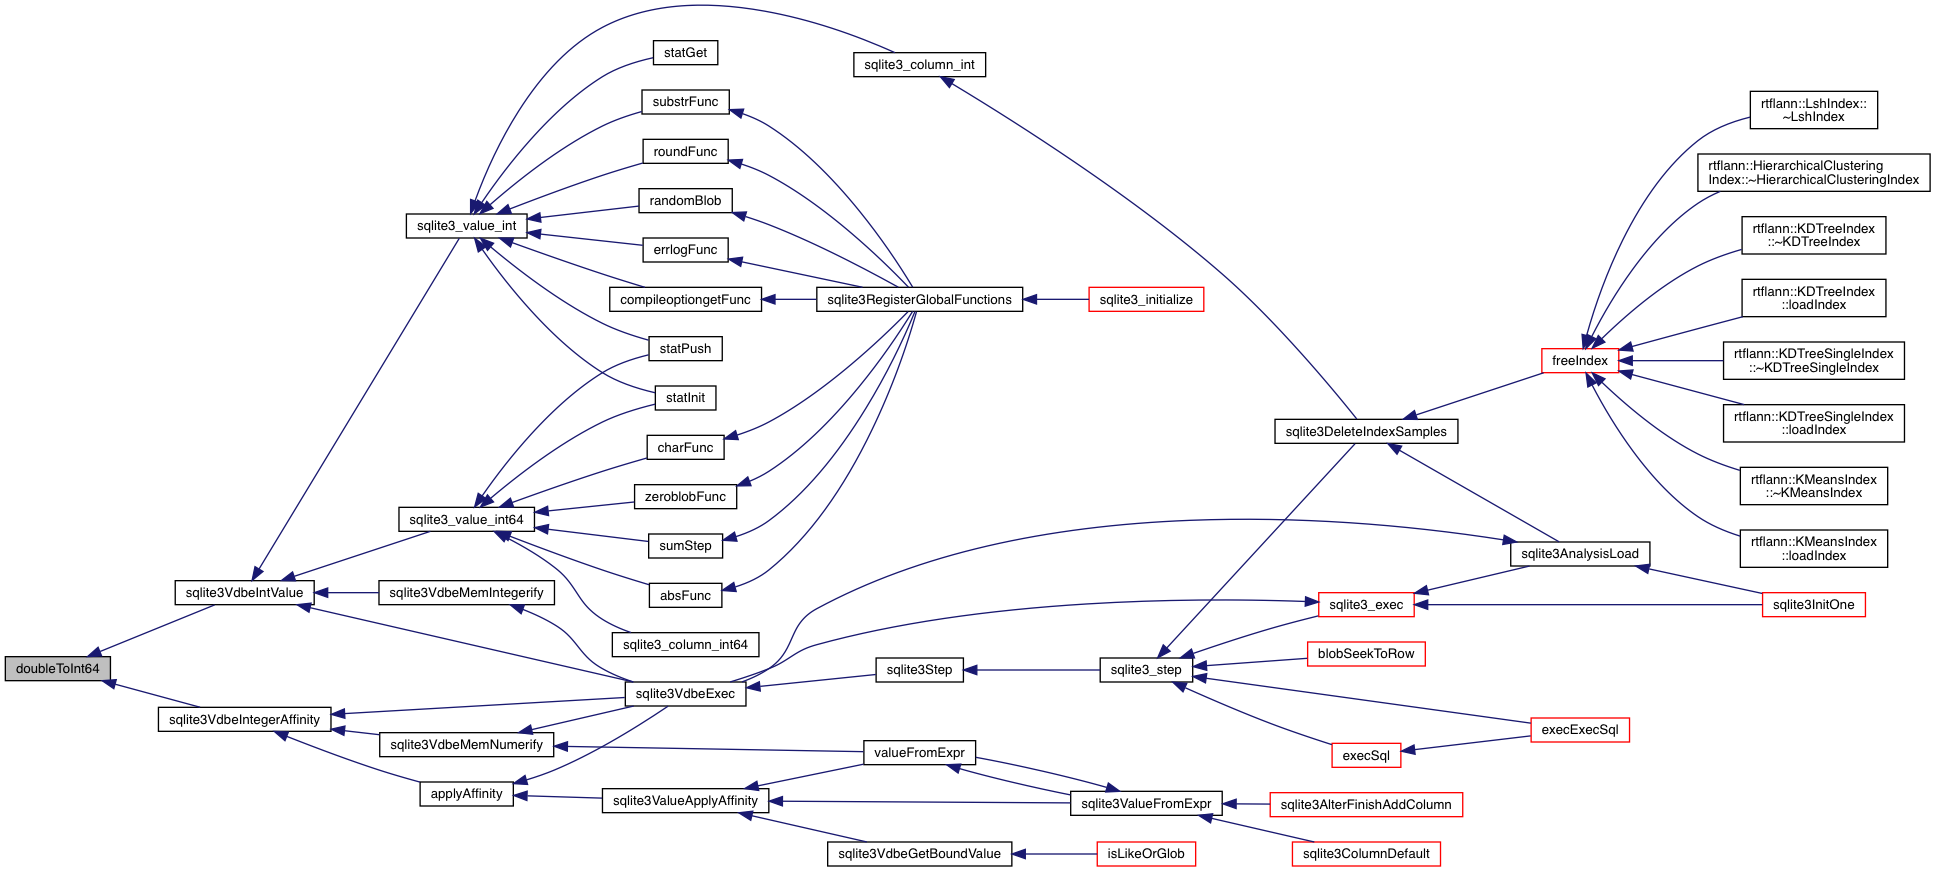 statGet
sqlite3_column_int
substrFunc
rtflann::LshIndex::
~LshIndex
roundFunc
rtflann::HierarchicalClustering
Index::~HierarchicalClusteringIndex
randomBlob
sqlite3_value_int
errlogFunc
rtflann::KDTreeIndex
::~KDTreeIndex
compileoptiongetFunc
sqlite3RegisterGlobalFunctions
sqlite3_initialize
rtflann::KDTreeIndex
::loadIndex
statPush
freeIndex
rtflann::KDTreeSingleIndex
::~KDTreeSingleIndex
statInit
rtflann::KDTreeSingleIndex
::loadIndex
charFunc
sqlite3DeleteIndexSamples
zeroblobFunc
rtflann::KMeansIndex
::~KMeansIndex
sqlite3_value_int64
sumStep
sqlite3AnalysisLoad
rtflann::KMeansIndex
::loadIndex
sqlite3VdbeIntValue
sqlite3VdbeMemIntegerify
absFunc
sqlite3_exec
sqlite3InitOne
sqlite3_column_int64
blobSeekToRow
doubleToInt64
sqlite3Step
sqlite3_step
sqlite3VdbeExec
sqlite3VdbeIntegerAffinity
execExecSql
sqlite3VdbeMemNumerify
valueFromExpr
execSql
applyAffinity
sqlite3ValueApplyAffinity
sqlite3ValueFromExpr
sqlite3AlterFinishAddColumn
sqlite3VdbeGetBoundValue
isLikeOrGlob
sqlite3ColumnDefault